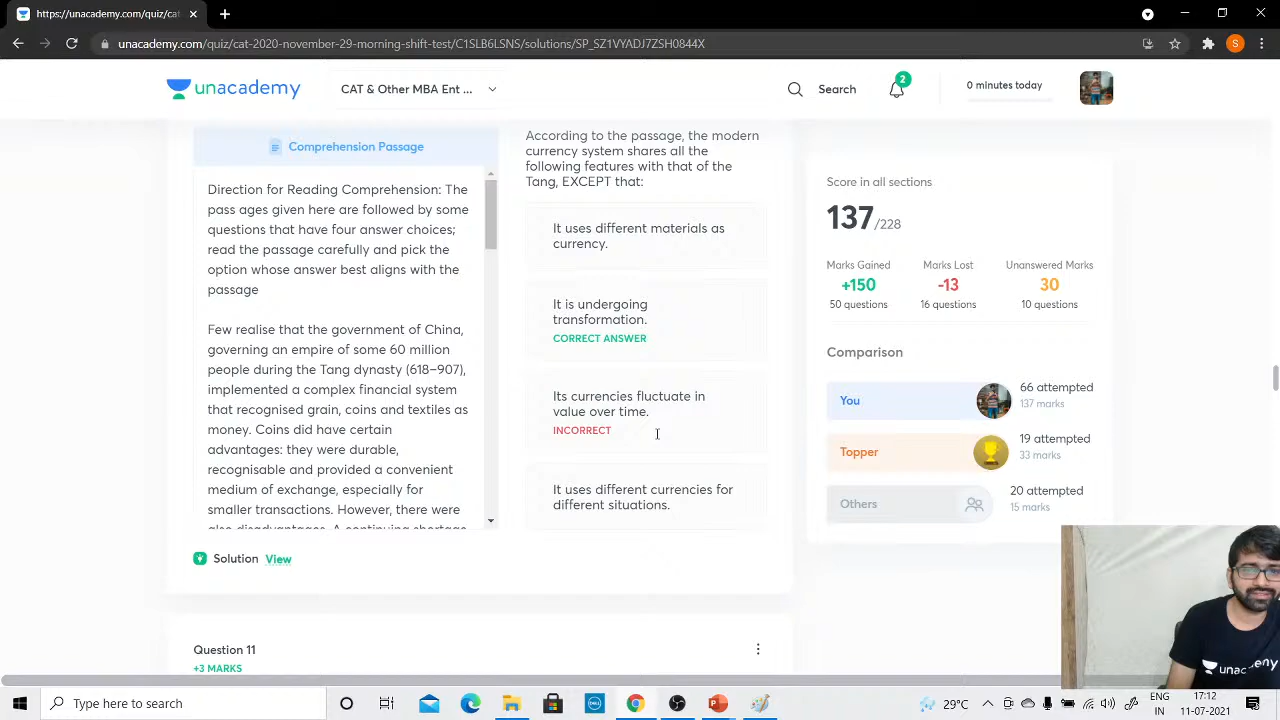 https://unacademy.com/quiz/cat
unacademy.com/quiz/cat-2020-november-29-morning-shift-test/C1SLB6LSNS/solutions/SP_SZ1VYADJ7ZSH0844X
S
unacademy
CAT & Other MBA Ent ...
Search
2
0 minutes today
Comprehension Passage
Direction for Reading Comprehension: The
pass ages given here are followed by some
questions that have four answer choices;
read the passage carefully and pick the
option whose answer best aligns with the
passage
Few realise that the government of China,
governing an empire of some 60 million
people during the Tang dynasty (618–907),
implemented a complex financial system
that recognised grain, coins and textiles as
money. Coins did have certain
advantages: they were durable,
recognisable and provided a convenient
medium of exchange, especially for
smaller transactions. However, there were
also disadvantages. A continuing shortage
Solution View
According to the passage, the modern
currency system shares all the
following features with that of the
Tang, EXCEPT that:
It uses different materials as
currency.
It is undergoing
transformation.
CORRECT ANSWER
Its currencies fluctuate in
value over time.
INCORRECT
It uses different currencies for
different situations.
Score in all sections
137/228
Marks Gained
+150
50 questions
Marks Lost
-13
16 questions
Unanswered Marks
30
10 questions
Comparison
You
66 attempted
137 marks
Topper
19 attempted
33 marks
Others
20 attempted
15 marks
Question 11
+3 MARKS
unacademy
Type here to search
DELL
29°C
ENG
IN
17:12
11-07-2021